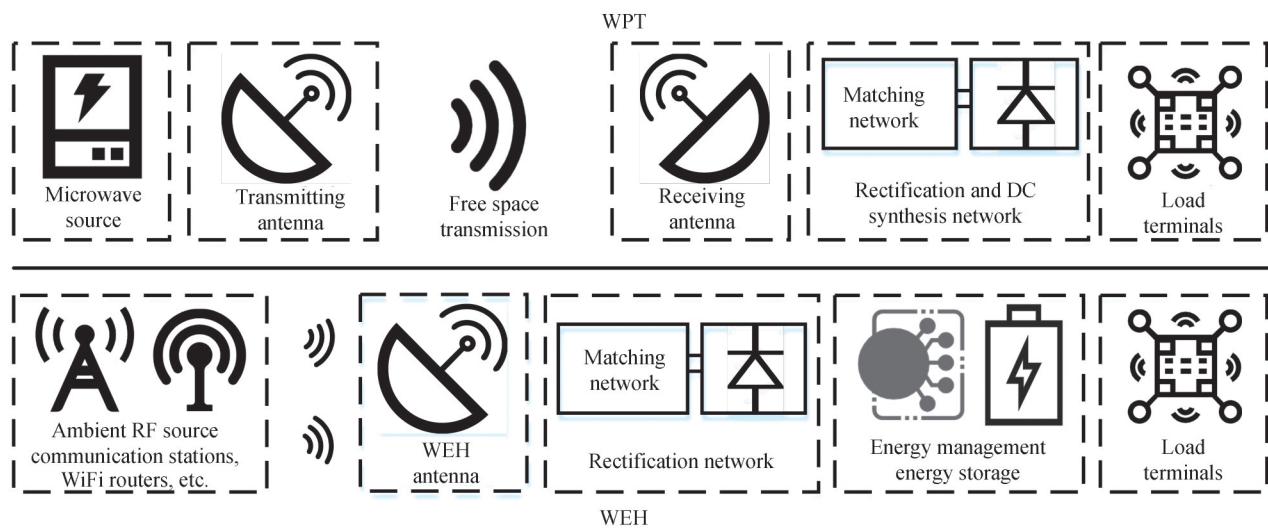 WPT
Microwave
source
Transmitting
antenna
Free space
transmission
Receiving
antenna
Matching
network
Rectification and DC
synthesis network
Load
terminals
Ambient RF source
communication stations,
WiFi routers, etc.
WEH
antenna
Matching
network
Rectification network
Energy management
energy storage
Load
terminals
WEH